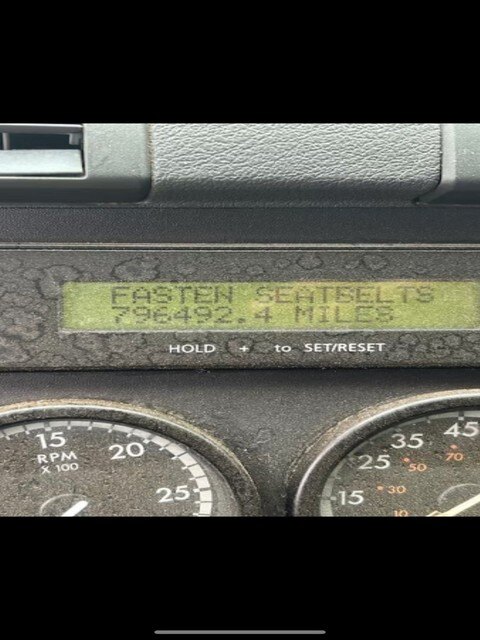 FASTEN SEATBELTS
796492.4 MILES
HOLD + to SET/RESET
15 20 25
RPM
X 100
15 25 35 45
10 30 50 70